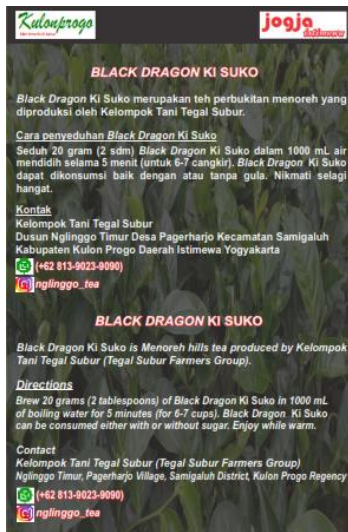 Kulonprogo
jogja
istimewa
BLACK DRAGON KI SUKO
Black Dragon Ki Suko merupakan teh perbukitan menoreh yang
diproduksi oleh Kelompok Tani Tegal Subur.
Cara penyeduhan Black Dragon Ki Suko
Seduh 20 gram (2 sdm) Black Dragon Ki Suko dalam 1000 mL air
mendidih selama 5 menit (untuk 6-7 cangkir). Black Dragon Ki Suko
dapat dikonsumsi baik dengan atau tanpa gula. Nikmati selagi
hangat.
Kontak
Kelompok Tani Tegal Subur
Dusun Nglinggo Timur Desa Pagerharjo Kecamatan Samigaluh
Kabupaten Kulon Progo Daerah Istimewa Yogyakarta
(+62 813-9023-9090)
nglinggo_tea
BLACK DRAGON KI SUKO
Black Dragon Ki Suko is Menoreh hills tea produced by Kelompok
Tani Tegal Subur (Tegal Subur Farmers Group).
Directions
Brew 20 grams (2 tablespoons) of Black Dragon Ki Suko in 1000 mL
of boiling water for 5 minutes (for 6-7 cups). Black Dragon Ki Suko
can be consumed either with or without sugar. Enjoy while warm.
Contact
Kelompok Tani Tegal Subur (Tegal Subur Farmers Group)
Nglinggo Timur, Pagerharjo Village, Samigaluh District, Kulon Progo Regency
(+62 813-9023-9090)
nglinggo_tea